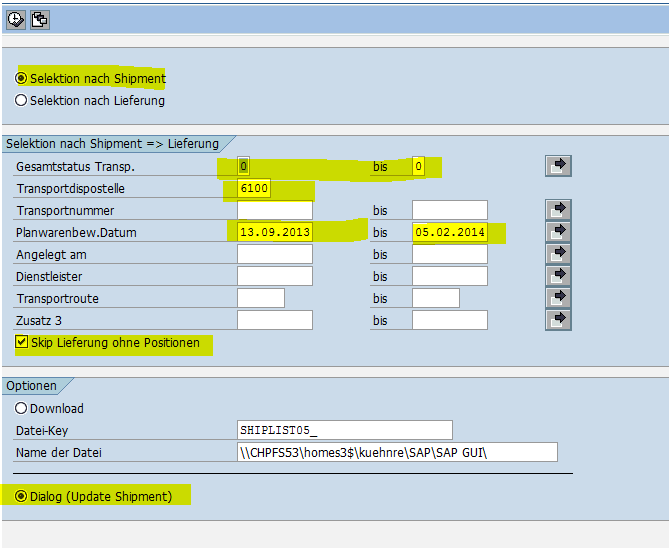 Selektion nach Shipment
Selektion nach Lieferung
Selektion nach Shipment => Lieferung
Gesamtstatus Transp. 0 bis 0
Transportdispostelle 6100
Transportnummer bis
Planwarenbew.Datum 13.09.2013 bis 05.02.2014
Angelegt am bis
Dienstleister bis
Transportroute bis
Zusatz 3 bis
Skip Lieferung ohne Positionen
Optionen
Download
Datei-Key SHIPLIST05_
Name der Datei \\CHPFS53\homes3$\kuehnre\SAP\SAP GUI\
Dialog (Update Shipment)